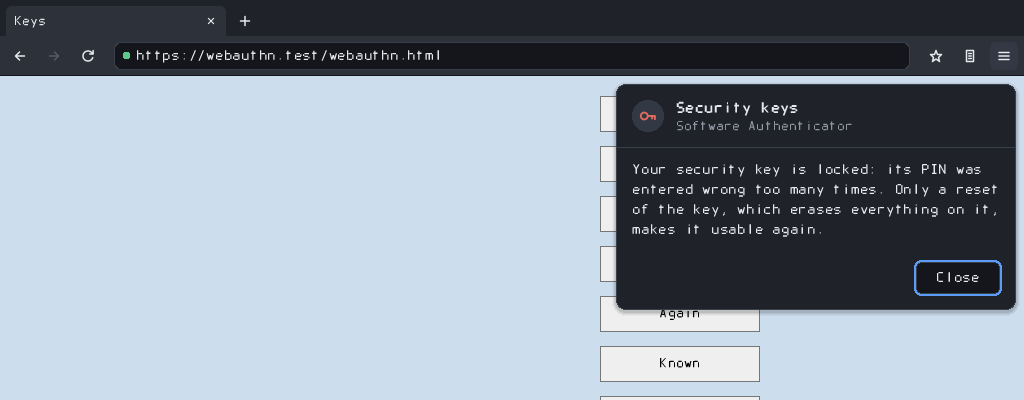 Keys
https://webauthn.test/webauthn.html
Security keys
Software Authenticator
Your security key is locked: its PIN was
entered wrong too many times. Only a reset
of the key, which erases everything on it,
makes it usable again.
Close
Again
Known